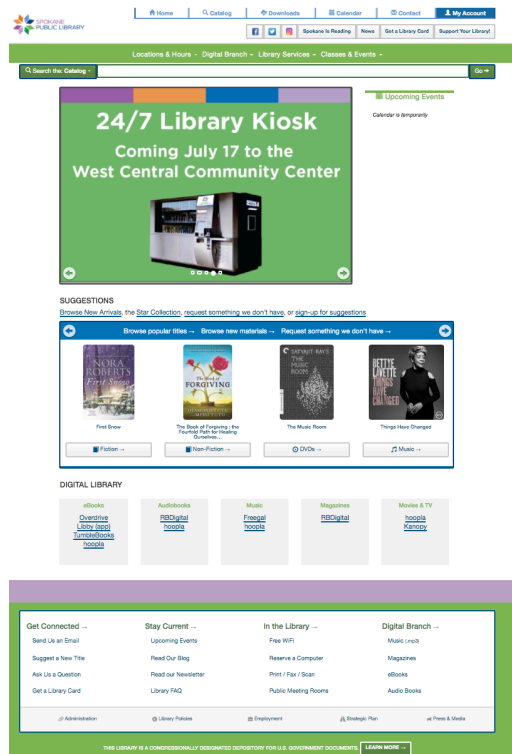 SPOKANE
PUBLIC LIBRARY
Home
Catalog
Downloads
Calendar
Contact
My Account
Spokane Is Reading
News
Get a Library Card
Support Your Library!
Locations & Hours
Digital Branch
Library Services
Classes & Events
Search the: Catalog
Go →
24/7 Library Kiosk
Coming July 17 to the
West Central Community Center
Upcoming Events
Calendar is temporarily
SUGGESTIONS
Browse New Arrivals, the Star Collection, request something we don't have, or sign-up for suggestions
Browse popular titles → Browse new materials → Request something we don't have →
NORA
ROBERTS
First Snow
The Book of
FORGIVING
SATYAJIT RAY'S
THE
MUSIC
ROOM
BETTYE
LAVETTE
THINGS
HAVE
CHANGED
First Snow
The Book of Forgiving : the
Fourfold Path for Healing
Ourselves...
The Music Room
Things Have Changed
Fiction →
Non-Fiction →
DVDs →
Music →
DIGITAL LIBRARY
eBooks
Overdrive
Libby (app)
TumbleBooks
hoopla
Audiobooks
RBDigital
hoopla
Music
Freegal
hoopla
Magazines
RBDigital
Movies & TV
hoopla
Kanopy
Get Connected →
Send Us an Email
Suggest a New Title
Ask Us a Question
Get a Library Card
Stay Current →
Upcoming Events
Read Our Blog
Read our Newsletter
Library FAQ
In the Library →
Free WiFi
Reserve a Computer
Print / Fax / Scan
Public Meeting Rooms
Digital Branch →
Music (.mp3)
Magazines
eBooks
Audio Books
Administration
Library Policies
Employment
Strategic Plan
Press & Media
THIS LIBRARY IS A CONGRESSIONALLY DESIGNATED DEPOSITORY FOR U.S. GOVERNMENT DOCUMENTS.
LEARN MORE →